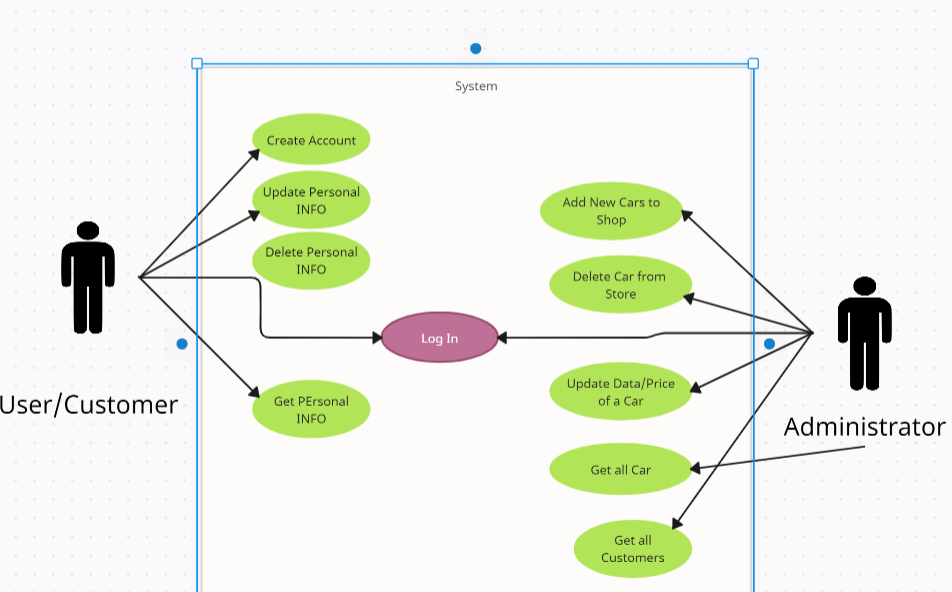 System
Create Account
Update Personal
INFO
Delete Personal
INFO
Get PErsonal
INFO
Log In
Add New Cars to
Shop
Delete Car from
Store
Update Data/Price
of a Car
Get all Car
Get all
Customers
User/Customer
Administrator